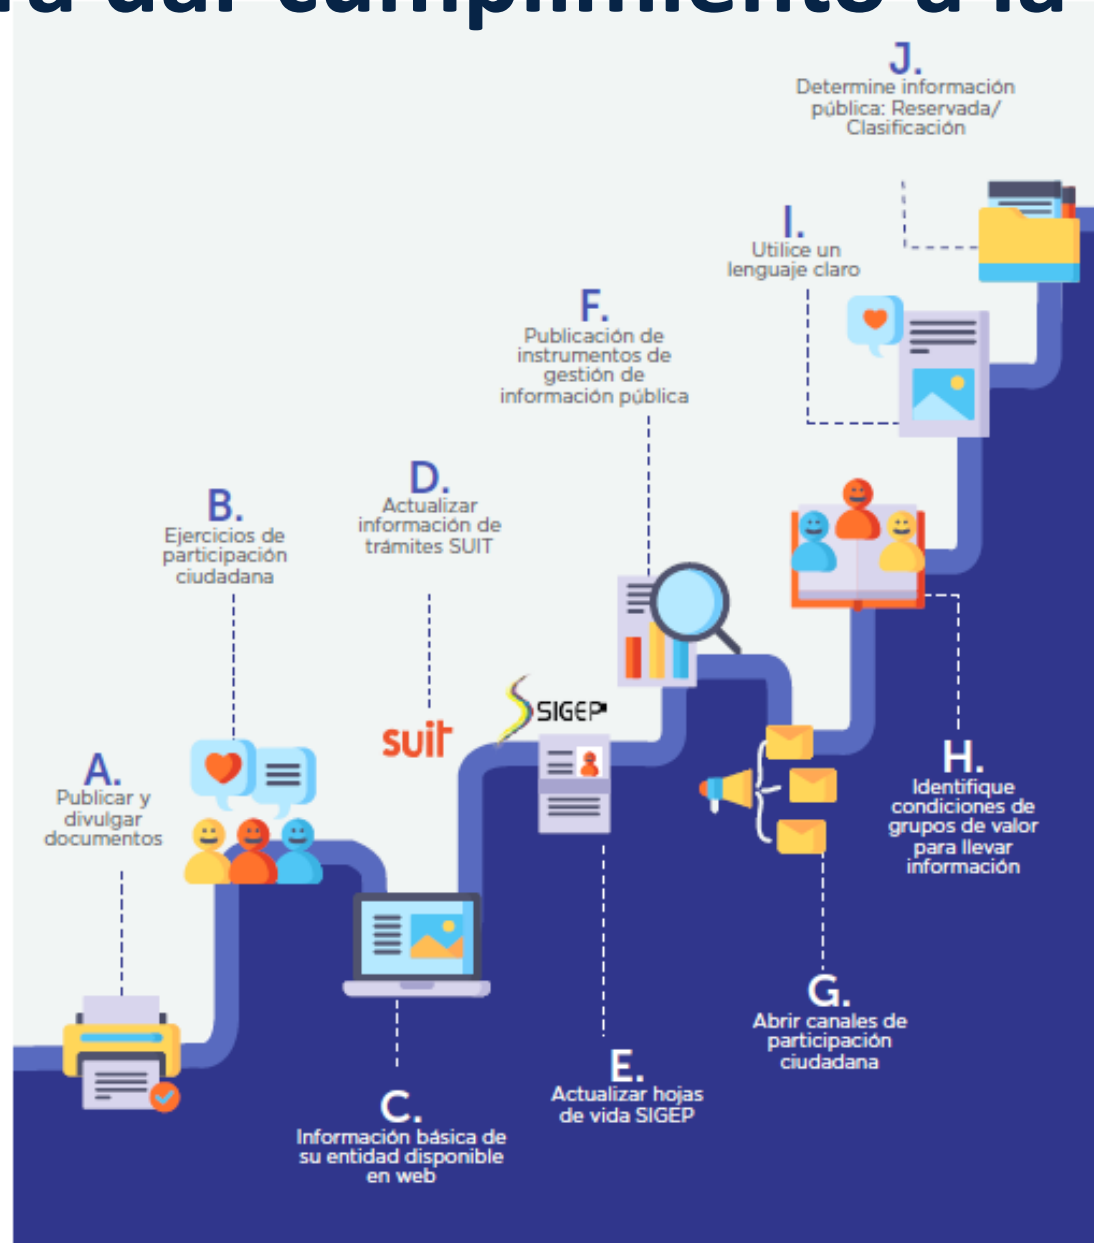 dar cumplimiento a la
A.
Publicar y
divulgar
documentos
B.
Ejercicios de
participación
ciudadana
C.
Información básica de
su entidad disponible
en web
D.
Actualizar
información de
trámites SUIT
suit
SIGEP
E.
Actualizar hojas
de vida SIGEP
F.
Publicación de
instrumentos de
gestión de
información pública
G.
Abrir canales de
participación
ciudadana
H.
Identifique
condiciones de
grupos de valor
para llevar
información
I.
Utilice un
lenguaje claro
J.
Determine información
pública: Reservada/
Clasificación